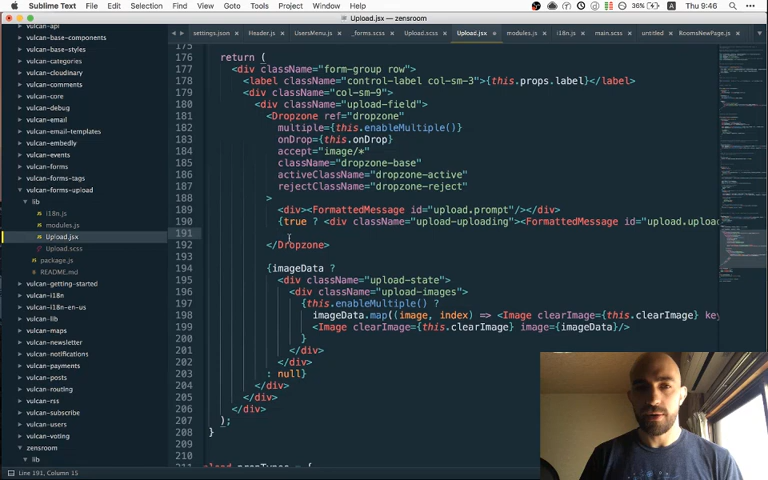 Sublime Text File Edit Selection Find View Goto Tools Project Window Help 36% Thu 9:46
Upload.jsx — zensroom
settings.json Header.js UsersMenu.js _forms.scss Upload.scss Upload.jsx modules.js i18n.js main.scss untitled RoomsNewPage.js
vulcan-api
vulcan-base-components
vulcan-base-styles
vulcan-categories
vulcan-cloudinary
vulcan-comments
vulcan-core
vulcan-debug
vulcan-email
vulcan-email-templates
vulcan-embedly
vulcan-events
vulcan-forms
vulcan-forms-tags
vulcan-forms-upload
lib
i18n.js
modules.js
Upload.jsx
Upload.scss
package.js
README.md
vulcan-getting-started
vulcan-i18n
vulcan-i18n-en-us
vulcan-lib
vulcan-maps
vulcan-newsletter
vulcan-notifications
vulcan-payments
vulcan-posts
vulcan-routing
vulcan-rss
vulcan-subscribe
vulcan-users
vulcan-voting
zensroom
lib
175
176 return (
177 <div className="form-group row">
178 <label className="control-label col-sm-3">{this.props.label}</label>
179 <div className="col-sm-9">
180 <div className="upload-field">
181 <Dropzone ref="dropzone"
182 multiple={this.enableMultiple()}
183 onDrop={this.onDrop}
184 accept="image/*"
185 className="dropzone-base"
186 activeClassName="dropzone-active"
187 rejectClassName="dropzone-reject"
188 >
189 <div><FormattedMessage id="upload.prompt"/></div>
190 {true ? <div className="upload-uploading"><FormattedMessage id="upload.uploa
191
192 </Dropzone>
193
194 {imageData ?
195 <div className="upload-state">
196 <div className="upload-images">
197 {this.enableMultiple() ?
198 imageData.map((image, index) => <Image clearImage={this.clearImage} key
199 <Image clearImage={this.clearImage} image={imageData}/>
200 }
201 </div>
202 </div>
203 : null}
204 </div>
205 </div>
206 </div>
207 );
208 }
Line 191, Column 15